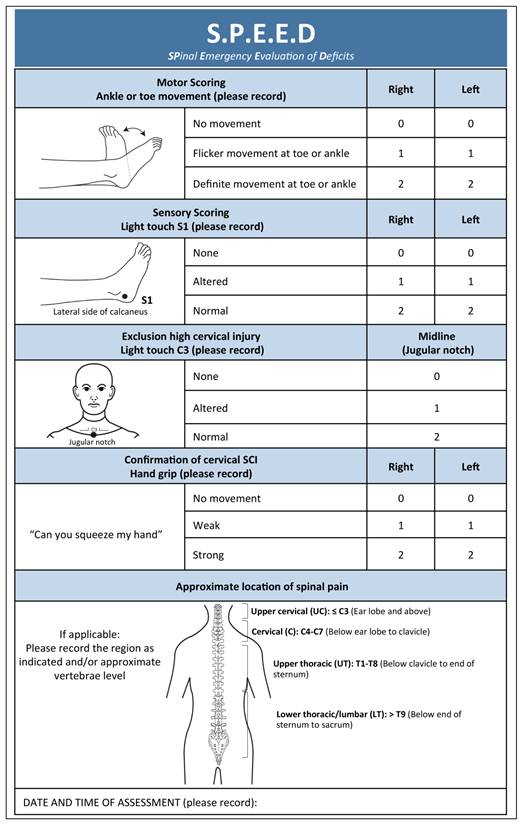 S.P.E.E.D
SPinal Emergency Evaluation of Deficits
Motor Scoring
Ankle or toe movement (please record)
Right
Left
No movement
0
0
Flicker movement at toe or ankle
1
1
Definite movement at toe or ankle
2
2
Sensory Scoring
Light touch S1 (please record)
Right
Left
S1
Lateral side of calcaneus
None
0
0
Altered
1
1
Normal
2
2
Exclusion high cervical injury
Light touch C3 (please record)
Midline
(Jugular notch)
C3
Jugular notch
None
0
Altered
1
Normal
2
Confirmation of cervical SCI
Hand grip (please record)
Right
Left
“Can you squeeze my hand”
No movement
0
0
Weak
1
1
Strong
2
2
Approximate location of spinal pain
If applicable:
Please record the region as
indicated and/or approximate
vertebrae level
Upper cervical (UC): ≤ C3 (Ear lobe and above)
Cervical (C): C4-C7 (Below ear lobe to clavicle)
Upper thoracic (UT): T1-T8 (Below clavicle to end of
sternum)
Lower thoracic/lumbar (LT): > T9 (Below end of
sternum to sacrum)
DATE AND TIME OF ASSESSMENT (please record):